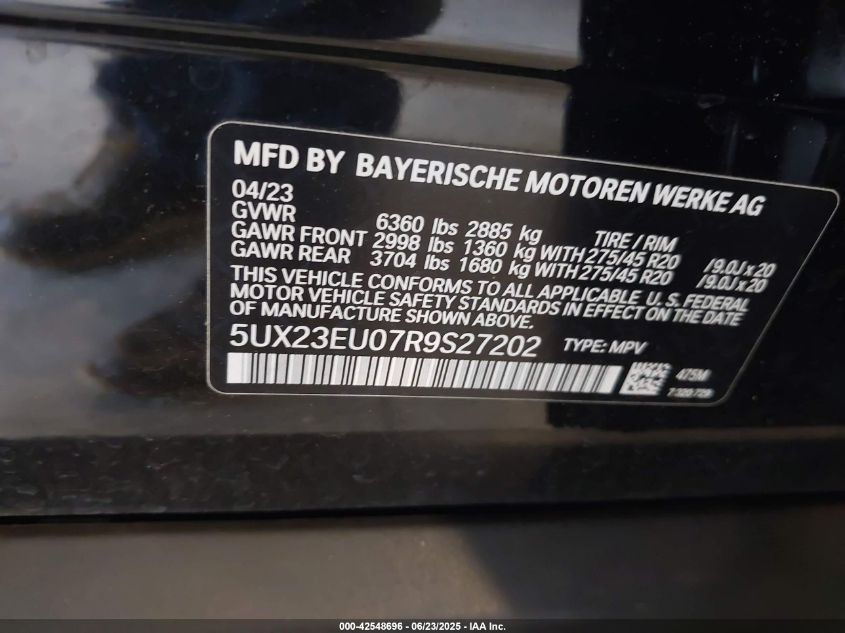 MFD BY BAYERISCHE MOTOREN WERKE AG
04/23
GVWR 6360 lbs 2885 kg TIRE / RIM
GAWR FRONT 2998 lbs 1360 kg WITH 275/45 R20 /9.0J x 20
GAWR REAR 3704 lbs 1680 kg WITH 275/45 R20 /9.0J x 20
THIS VEHICLE CONFORMS TO ALL APPLICABLE U.S. FEDERAL
MOTOR VEHICLE SAFETY STANDARDS IN EFFECT ON THE DATE
OF MANUFACTURE SHOWN ABOVE.
5UX23EU07R9S27202 TYPE: MPV
475M
000-42548696 - 06/23/2025 - IAA Inc.